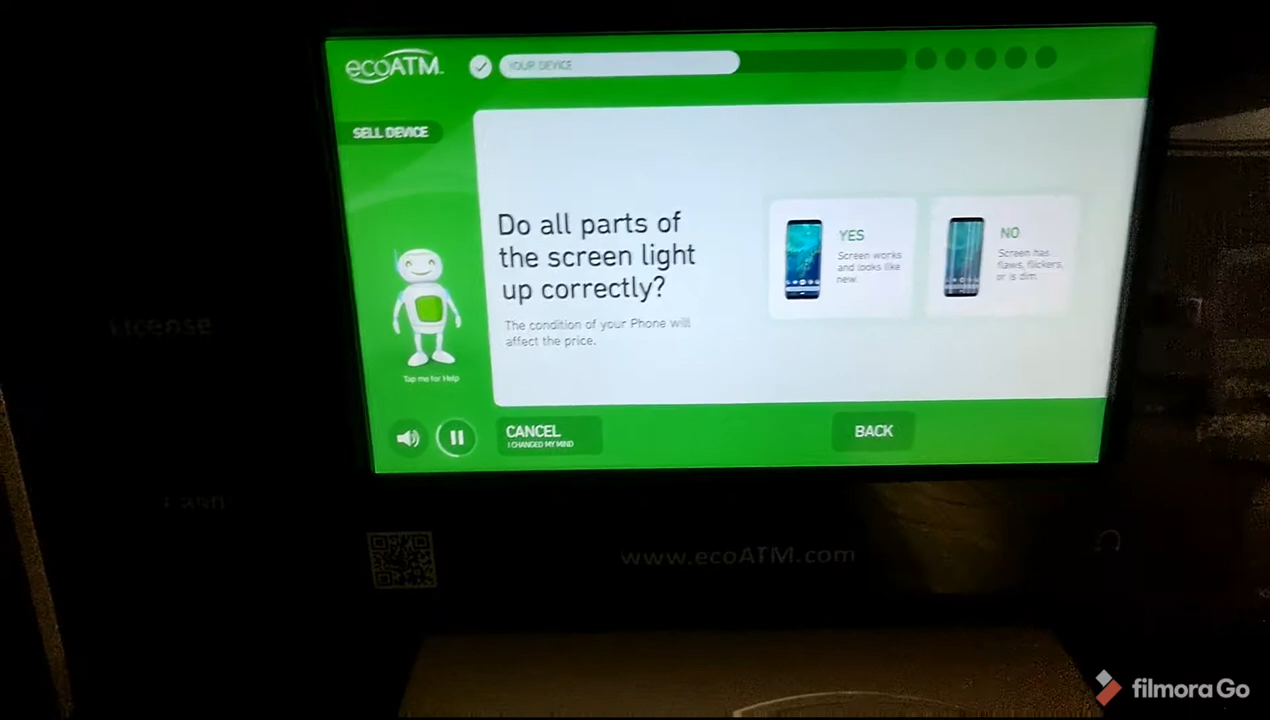 ecoATM
YOUR DEVICE
SELL DEVICE
Do all parts of
the screen light
up correctly?
The condition of your Phone will
affect the price.
YES
Screen works
and looks like
new.
NO
Screen has
flaws, flickers,
or is dim.
Tap me for Help
CANCEL
I CHANGED MY MIND
BACK
License
www.ecoATM.com
filmoraGo